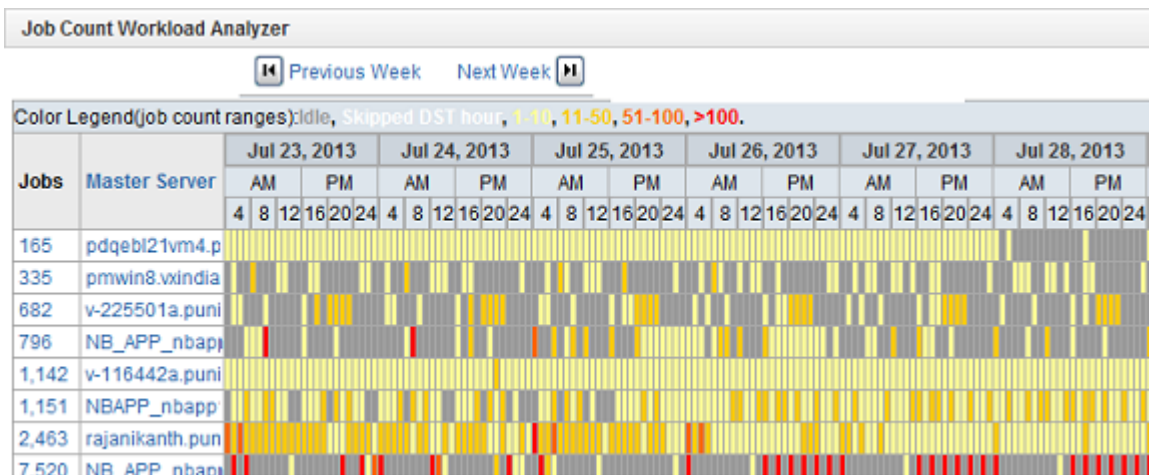 Job Count Workload Analyzer
Previous Week Next Week
Color Legend(job count ranges):Idle, Skipped DST hour, 1-10, 11-50, 51-100, >100.
Jul 23, 2013 Jul 24, 2013 Jul 25, 2013 Jul 26, 2013 Jul 27, 2013 Jul 28, 2013
Jobs Master Server AM PM AM PM AM PM AM PM AM PM AM PM
4 8 12 16 20 24 4 8 12 16 20 24 4 8 12 16 20 24 4 8 12 16 20 24 4 8 12 16 20 24 4 8 12 16 20 24
165 pdqebl21vm4.p
335 pmwin8.vxindia
682 v-225501a.puni
796 NB_APP_nbapp
1,142 v-116442a.puni
1,151 NBAPP_nbapp
2,463 rajanikanth.pun
7,520 NB_APP_nbapp